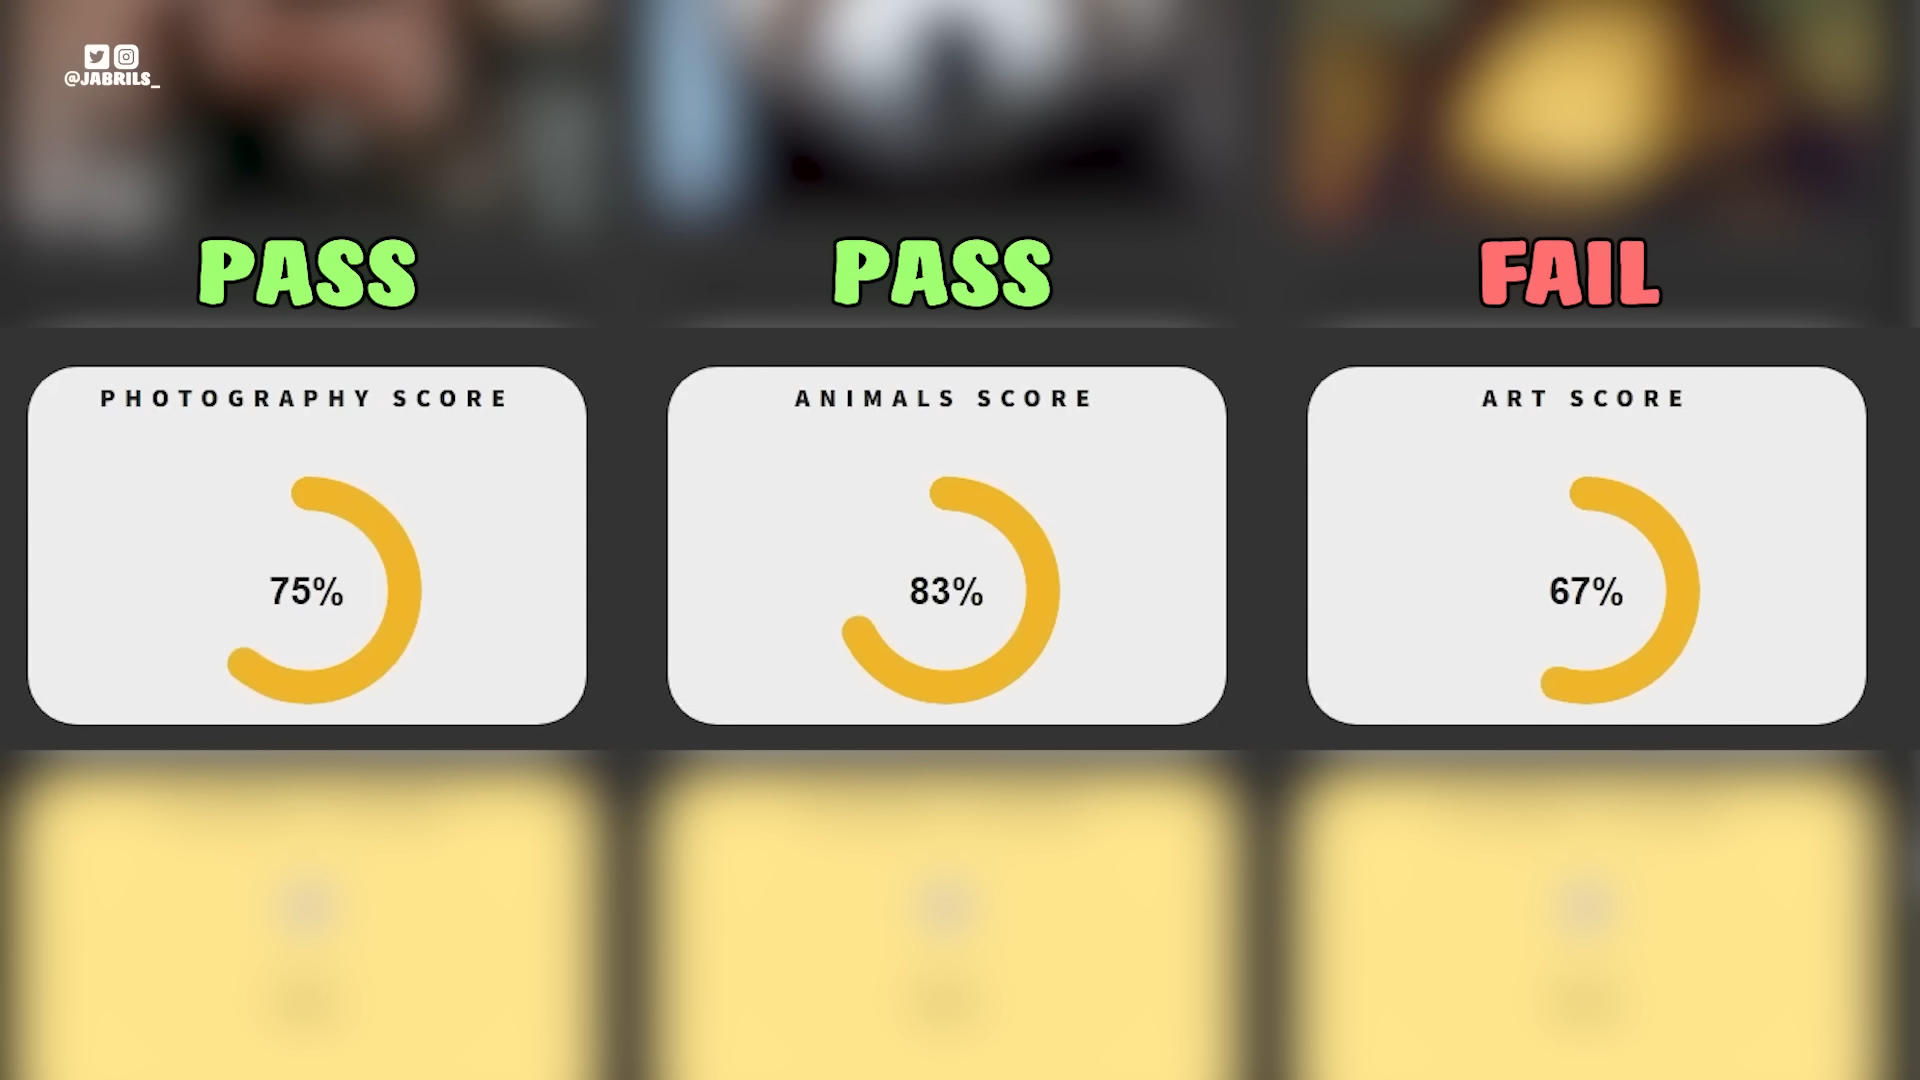 @JABRILS_
PASS
PASS
FAIL
PHOTOGRAPHY SCORE
ANIMALS SCORE
ART SCORE
75%
83%
67%